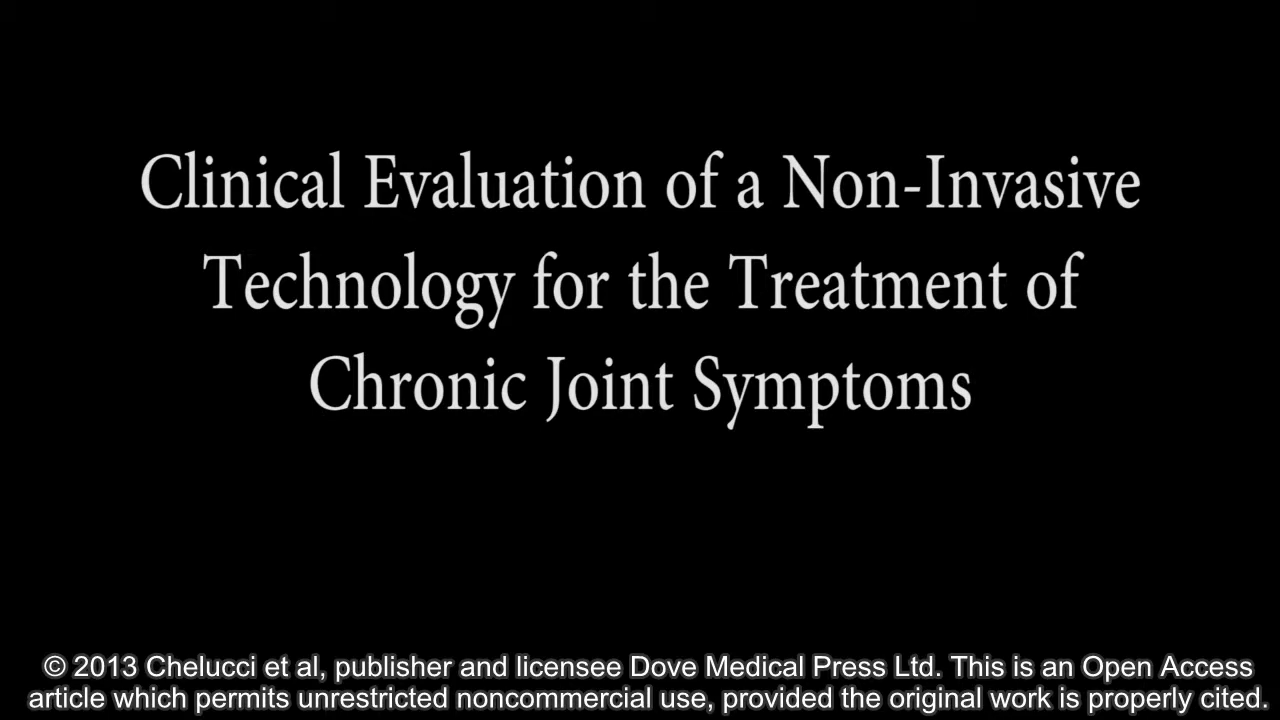 Clinical Evaluation of a Non-Invasive
Technology for the Treatment of
Chronic Joint Symptoms
© 2013 Chelucci et al, publisher and licensee Dove Medical Press Ltd. This is an Open Access
article which permits unrestricted noncommercial use, provided the original work is properly cited.